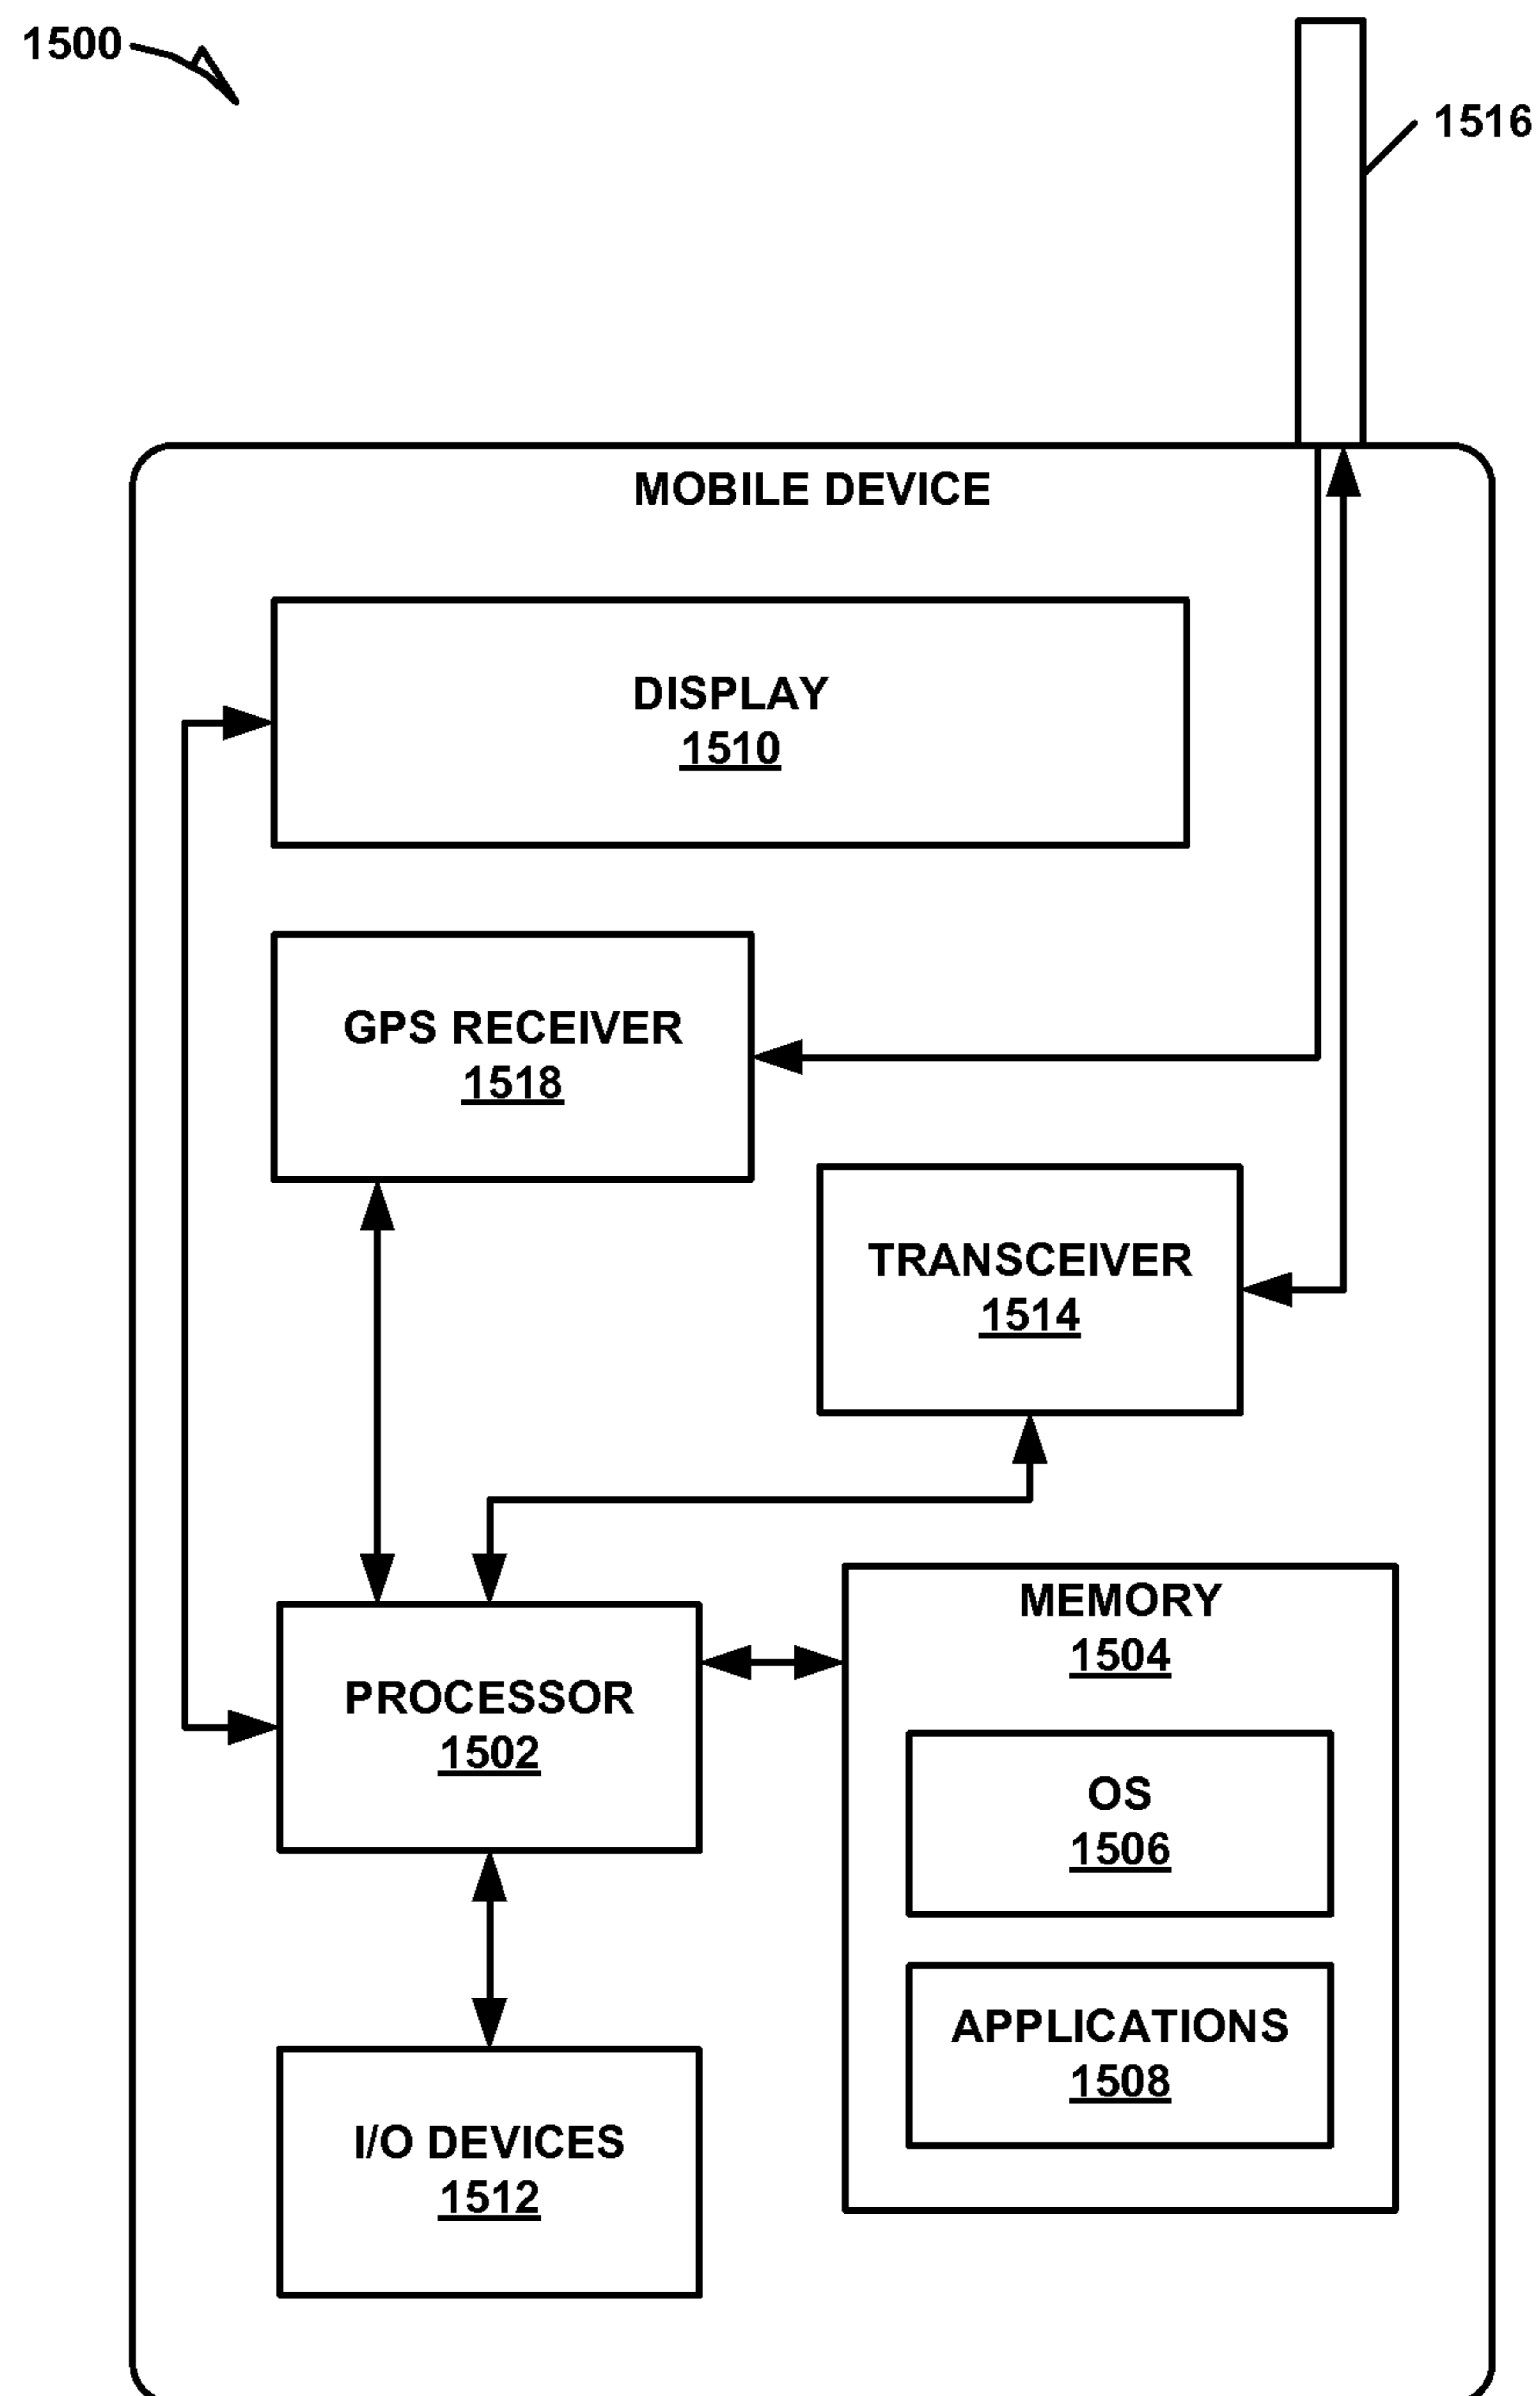 1500
1516
MOBILE DEVICE
DISPLAY
1510
GPS RECEIVER
1518
TRANSCEIVER
1514
MEMORY
1504
PROCESSOR
1502
OS
1506
APPLICATIONS
1508
I/O DEVICES
1512